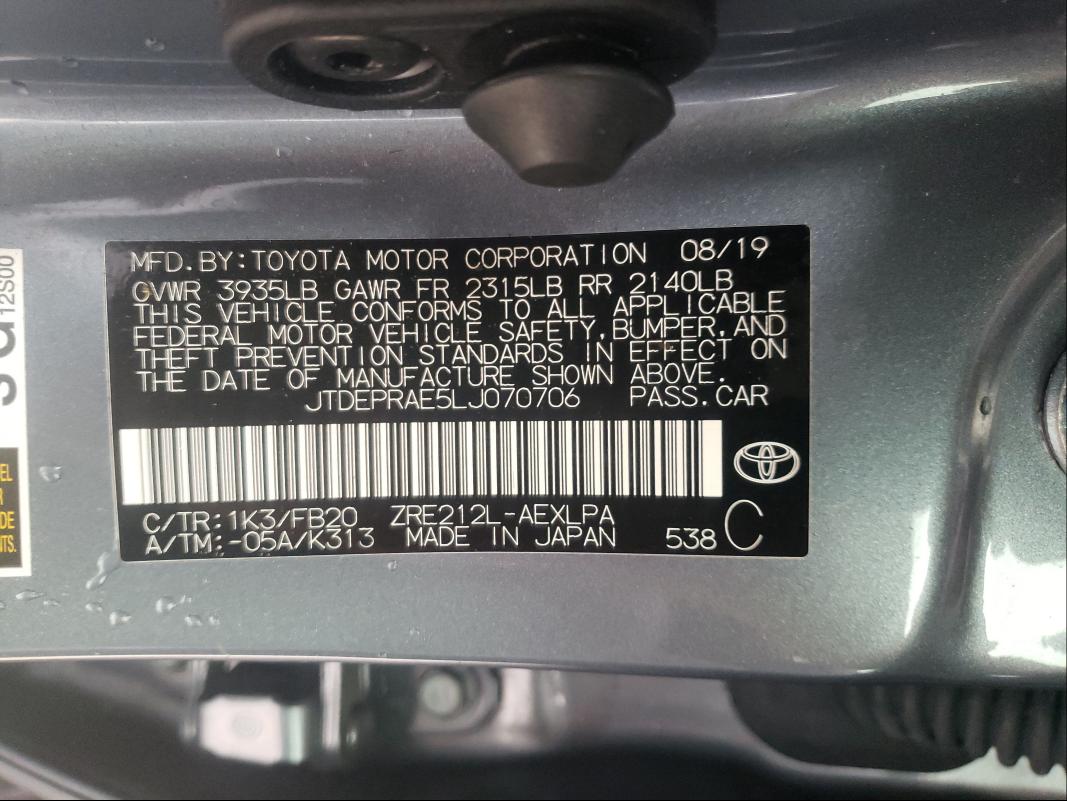 MFD.BY:TOYOTA MOTOR CORPORATION 08/19
GVWR 3935LB GAWR FR 2315LB RR 2140LB
THIS VEHICLE CONFORMS TO ALL APPLICABLE
FEDERAL MOTOR VEHICLE SAFETY,BUMPER,AND
THEFT PREVENTION STANDARDS IN EFFECT ON
THE DATE OF MANUFACTURE SHOWN ABOVE.
JTDEPRAE5LJ070706 PASS.CAR
C/TR:1K3/FB20 ZRE212L-AEXLPA
A/TM:-05A/K313 MADE IN JAPAN 538 C
12S00